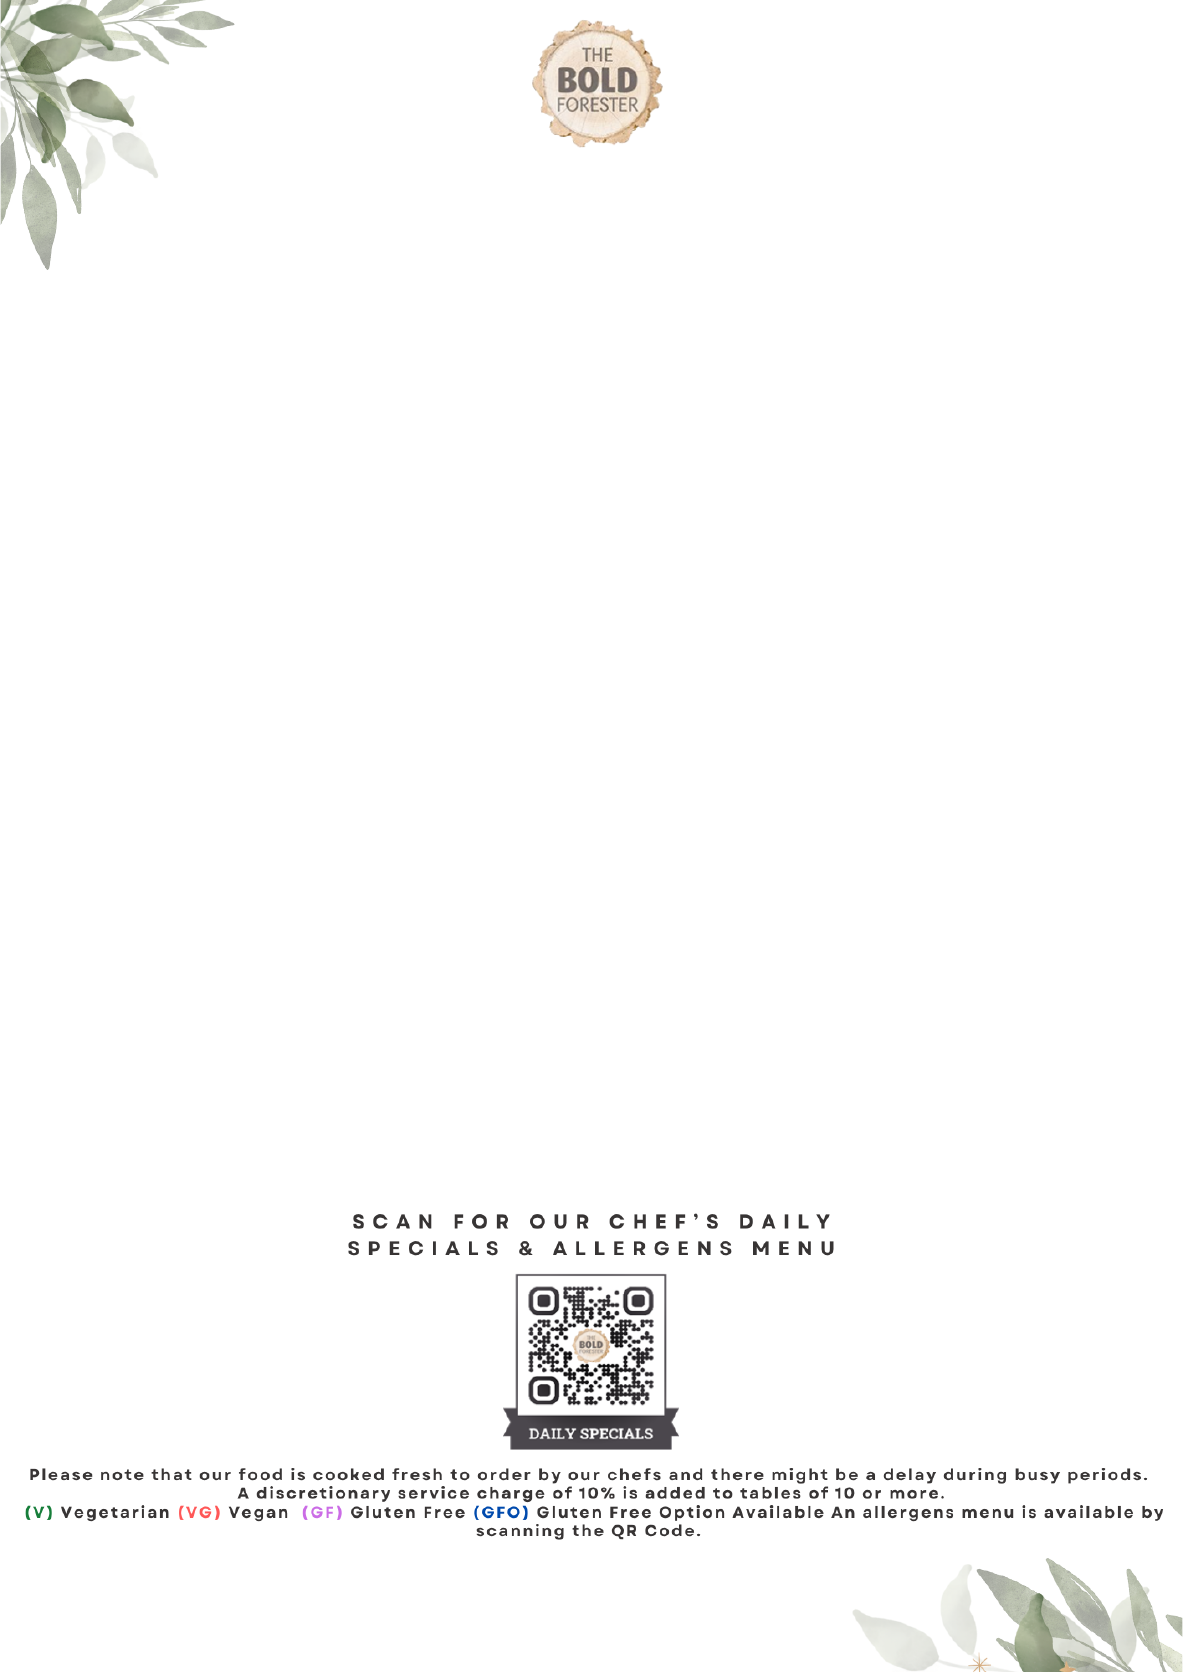 THE
BOLD
FORESTER
SCAN FOR OUR CHEF’S DAILY
SPECIALS & ALLERGENS MENU
THE
BOLD
FORESTER
DAILY SPECIALS
Please note that our food is cooked fresh to order by our chefs and there might be a delay during busy periods.
A discretionary service charge of 10% is added to tables of 10 or more.
(V) Vegetarian (VG) Vegan (GF) Gluten Free (GFO) Gluten Free Option Available An allergens menu is available by
scanning the QR Code.